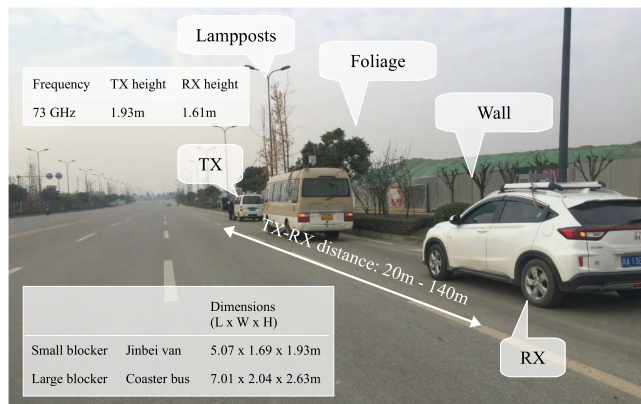 Lampposts
Foliage
Frequency TX height RX height
73 GHz 1.93m 1.61m
Wall
TX
TX-RX distance: 20m - 140m
Dimensions
(L x W x H)
Small blocker Jinbei van 5.07 x 1.69 x 1.93m
Large blocker Coaster bus 7.01 x 2.04 x 2.63m
RX